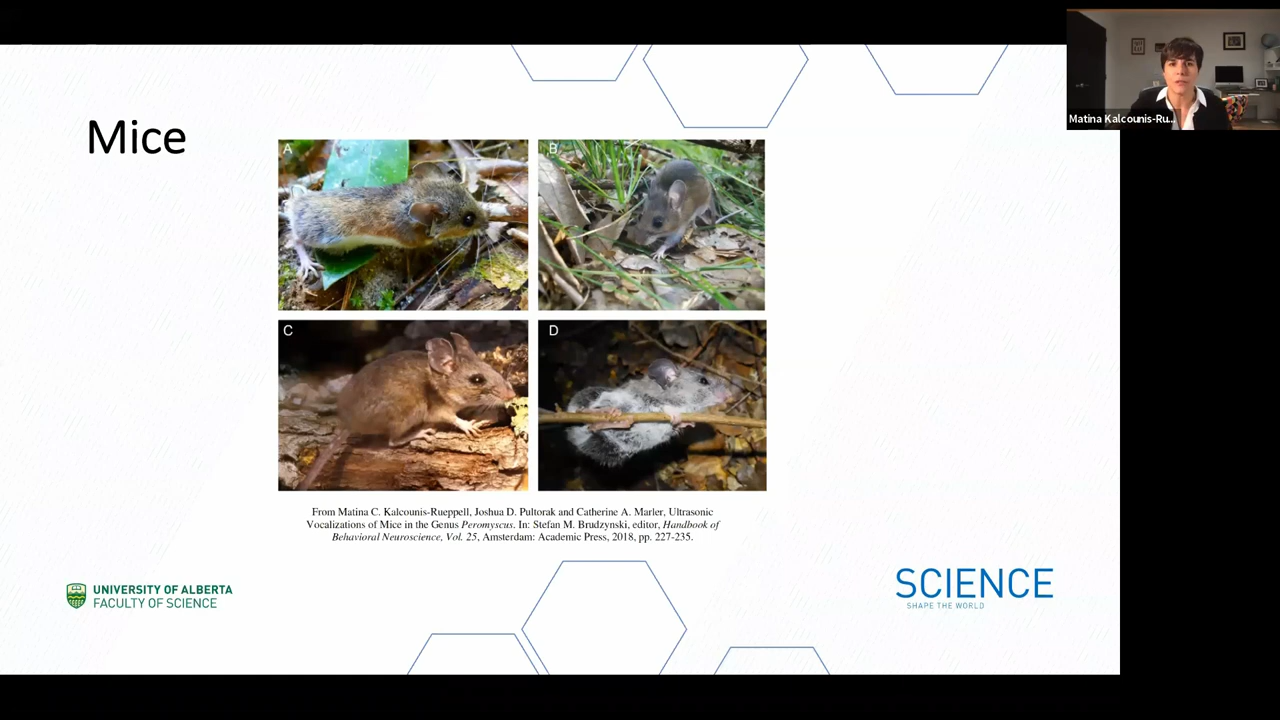 Mice
A
B
C
D
From Matina C. Kalcounis-Rueppell, Joshua D. Pultorak and Catherine A. Marler, Ultrasonic
Vocalizations of Mice in the Genus Peromyscus. In: Stefan M. Brudzynski, editor, Handbook of
Behavioral Neuroscience, Vol. 25, Amsterdam: Academic Press, 2018, pp. 227-235.
UNIVERSITY OF ALBERTA
FACULTY OF SCIENCE
SCIENCE
SHAPE THE WORLD
Matina Kalcounis-Ru...